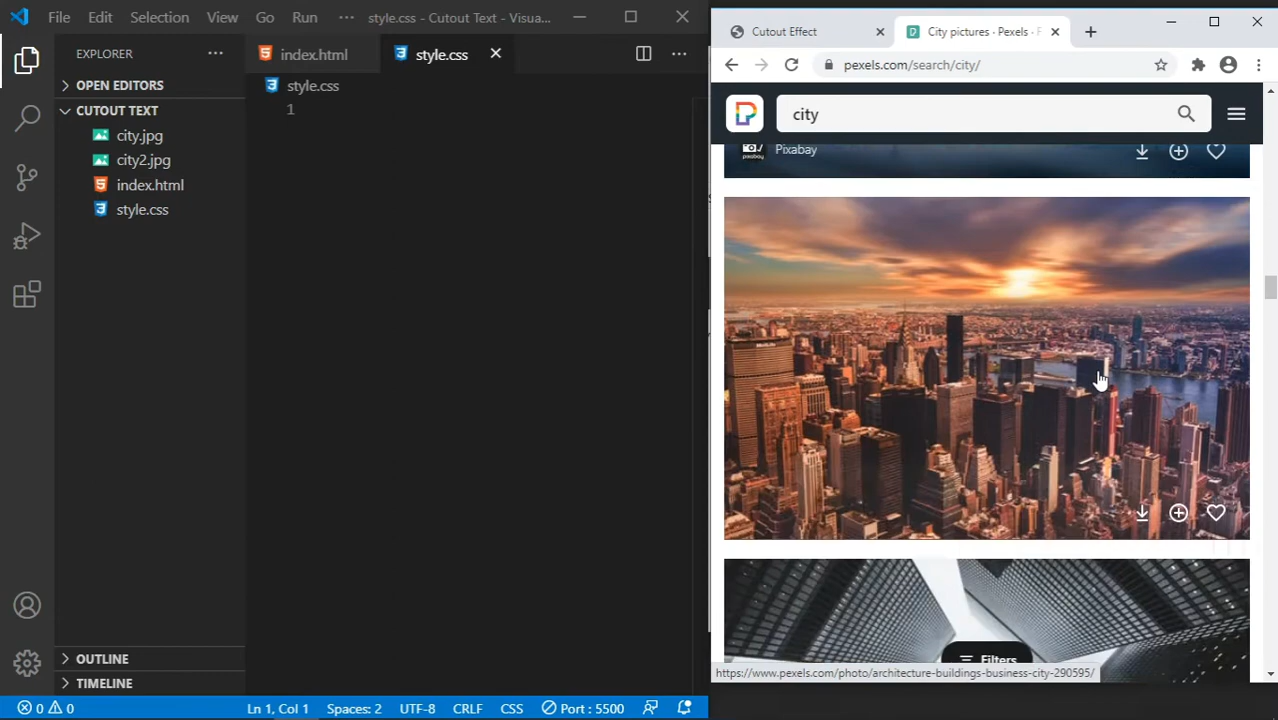 File Edit Selection View Go Run ··· style.css - Cutout Text - Visua...
EXPLORER
OPEN EDITORS
CUTOUT TEXT
city.jpg
city2.jpg
index.html
style.css
OUTLINE
TIMELINE
index.html style.css
style.css
1
0 0 Ln 1, Col 1 Spaces: 2 UTF-8 CRLF CSS Port : 5500
Cutout Effect City pictures · Pexels · F
pexels.com/search/city/
city
Pixabay
Filters
https://www.pexels.com/photo/architecture-buildings-business-city-290595/